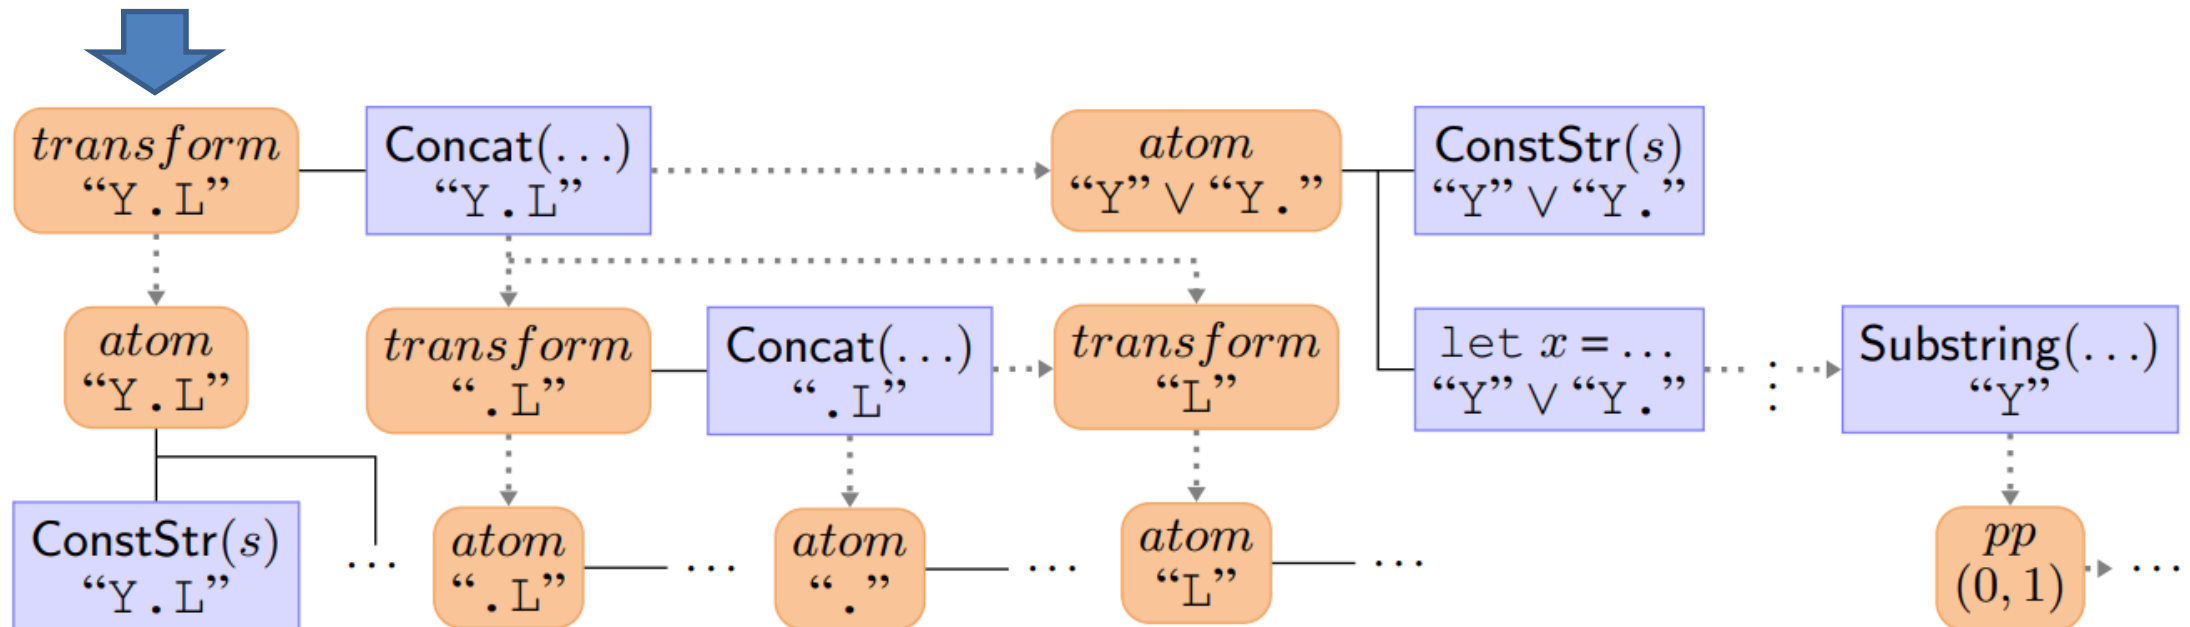 transform
“Y.L”
Concat(...)
“Y.L”
atom
“Y” ∨ “Y.”
ConstStr(s)
“Y” ∨ “Y.”
atom
“Y.L”
transform
“.L”
Concat(...)
“.L”
transform
“L”
let x = ...
“Y” ∨ “Y.”
⋮
Substring(...)
“Y”
ConstStr(s)
“Y.L”
...
atom
“.L”
...
atom
“.”
...
atom
“L”
...
pp
(0, 1)
...